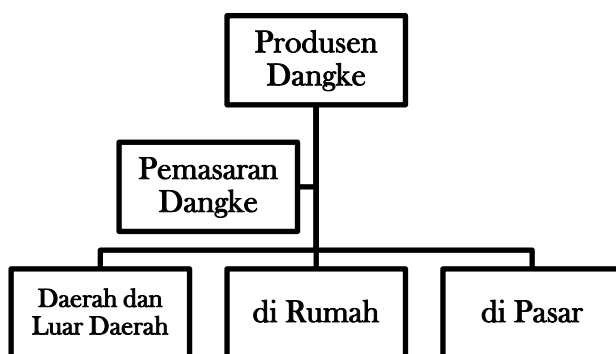 Produsen
Dangke
Pemasaran
Dangke
Daerah dan
Luar Daerah
di Rumah
di Pasar